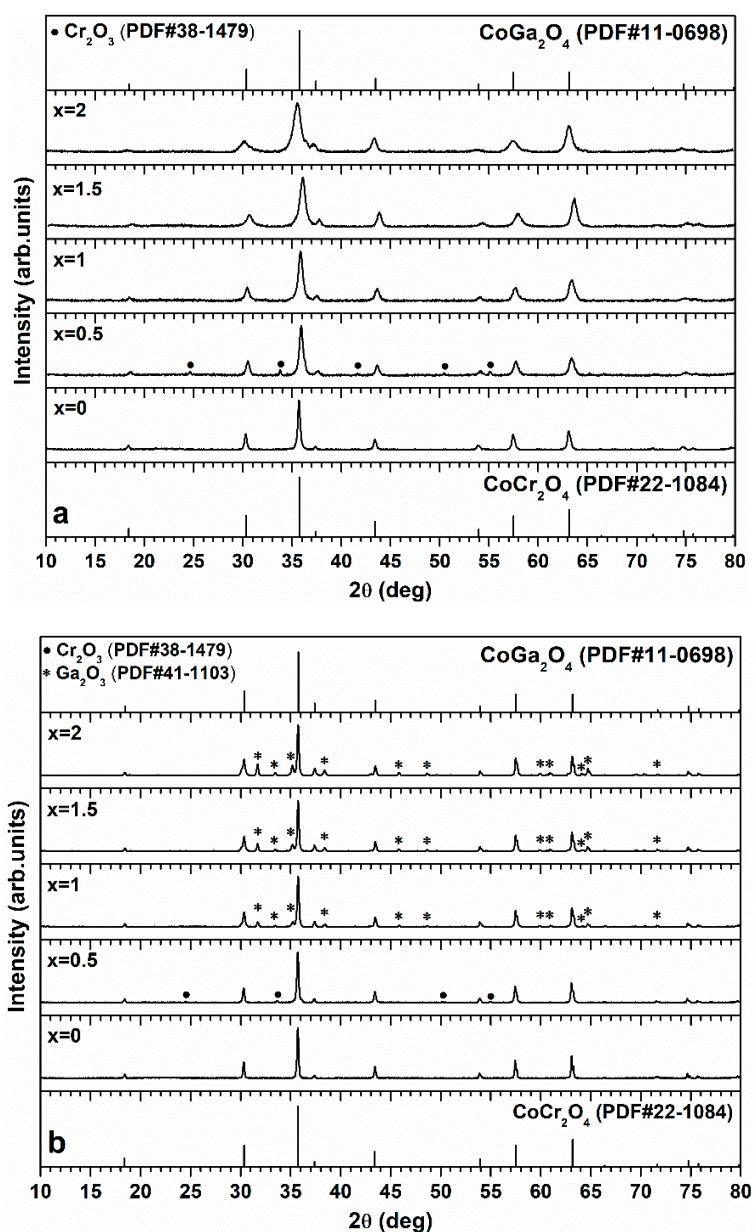 • Cr₂O₃ (PDF#38-1479)
CoGa₂O₄ (PDF#11-0698)
x=2
x=1.5
x=1
x=0.5
x=0
CoCr₂O₄ (PDF#22-1084)
a
Intensity (arb.units)
10 15 20 25 30 35 40 45 50 55 60 65 70 75 80
2θ (deg)
• Cr₂O₃ (PDF#38-1479)
* Ga₂O₃ (PDF#41-1103)
CoGa₂O₄ (PDF#11-0698)
x=2
x=1.5
x=1
x=0.5
x=0
CoCr₂O₄ (PDF#22-1084)
b
Intensity (arb.units)
10 15 20 25 30 35 40 45 50 55 60 65 70 75 80
2θ (deg)